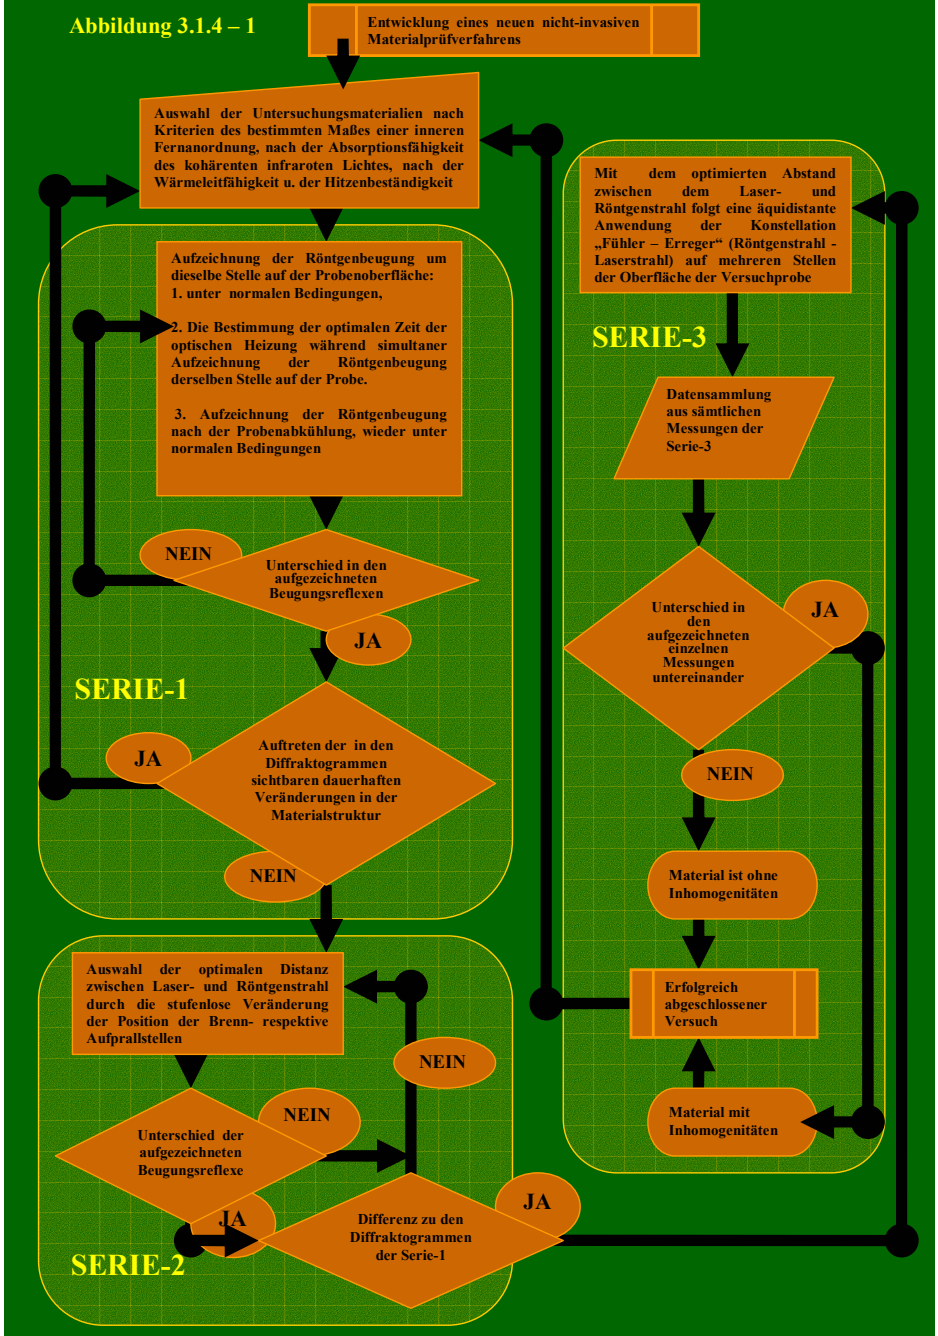 Abbildung 3.1.4 – 1
Entwicklung eines neuen nicht-invasiven
Materialprüfverfahrens
Auswahl der Untersuchungsmaterialien nach
Kriterien des bestimmten Maßes einer inneren
Fernanordnung, nach der Absorptionsfähigkeit
des kohärenten infraroten Lichtes, nach der
Wärmeleitfähigkeit u. der Hitzenbeständigkeit
Aufzeichnung der Röntgenbeugung um
dieselbe Stelle auf der Probenoberfläche:
1. unter normalen Bedingungen,
2. Die Bestimmung der optimalen Zeit der
optischen Heizung während simultaner
Aufzeichnung der Röntgenbeugung
derselben Stelle auf der Probe.
3. Aufzeichnung der Röntgenbeugung
nach der Probenabkühlung, wieder unter
normalen Bedingungen
NEIN
Unterschied in den
aufgezeichneten
Beugungsreflexen
JA
SERIE-1
JA
Auftreten der in den
Diffraktogrammen
sichtbaren dauerhaften
Veränderungen in der
Materialstruktur
NEIN
Auswahl der optimalen Distanz
zwischen Laser- und Röntgenstrahl
durch die stufenlose Veränderung
der Position der Brenn- respektive
Aufprallstellen
NEIN
NEIN
Unterschied der
aufgezeichneten
Beugungsreflexe
JA
Differenz zu den
Diffraktogrammen
der Serie-1
JA
SERIE-2
Mit dem optimierten Abstand
zwischen dem Laser- und
Röntgenstrahl folgt eine äquidistante
Anwendung der Konstellation
„Fühler – Erreger“ (Röntgenstrahl -
Laserstrahl) auf mehreren Stellen
der Oberfläche der Versuchprobe
SERIE-3
Datensammlung
aus sämtlichen
Messungen der
Serie-3
Unterschied in
den
aufgezeichneten
einzelnen
Messungen
untereinander
JA
NEIN
Material ist ohne
Inhomogenitäten
Erfolgreich
abgeschlossener
Versuch
Material mit
Inhomogenitäten